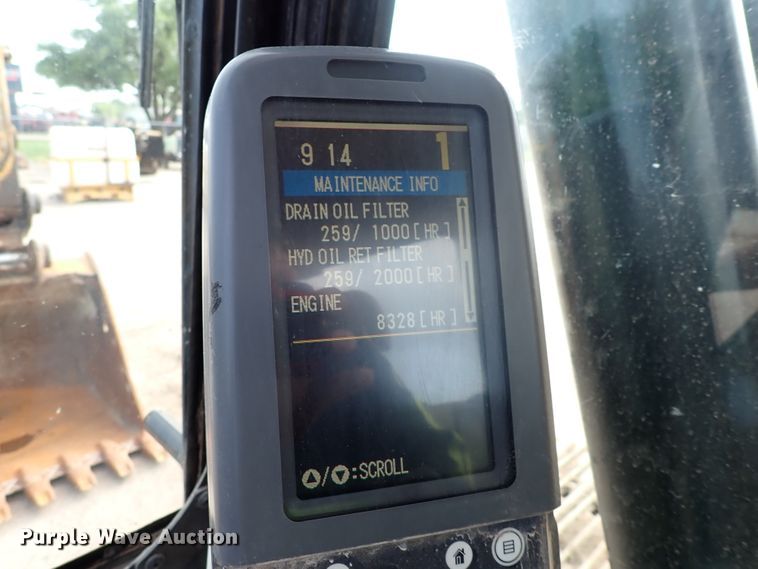 9 14
1
MAINTENANCE INFO
DRAIN OIL FILTER
259/ 1000[HR]
HYD OIL RET FILTER
259/ 2000[HR]
ENGINE
8328[HR]
/ :SCROLL
Purple Wave Auction